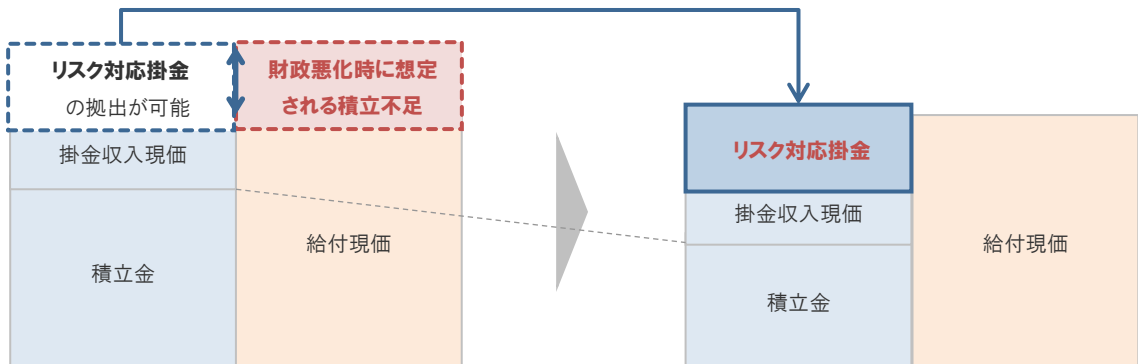 リスク対応掛金
の拠出が可能
財政悪化時に想定
される積立不足
掛金収入現価
積立金
給付現価
リスク対応掛金
掛金収入現価
積立金
給付現価